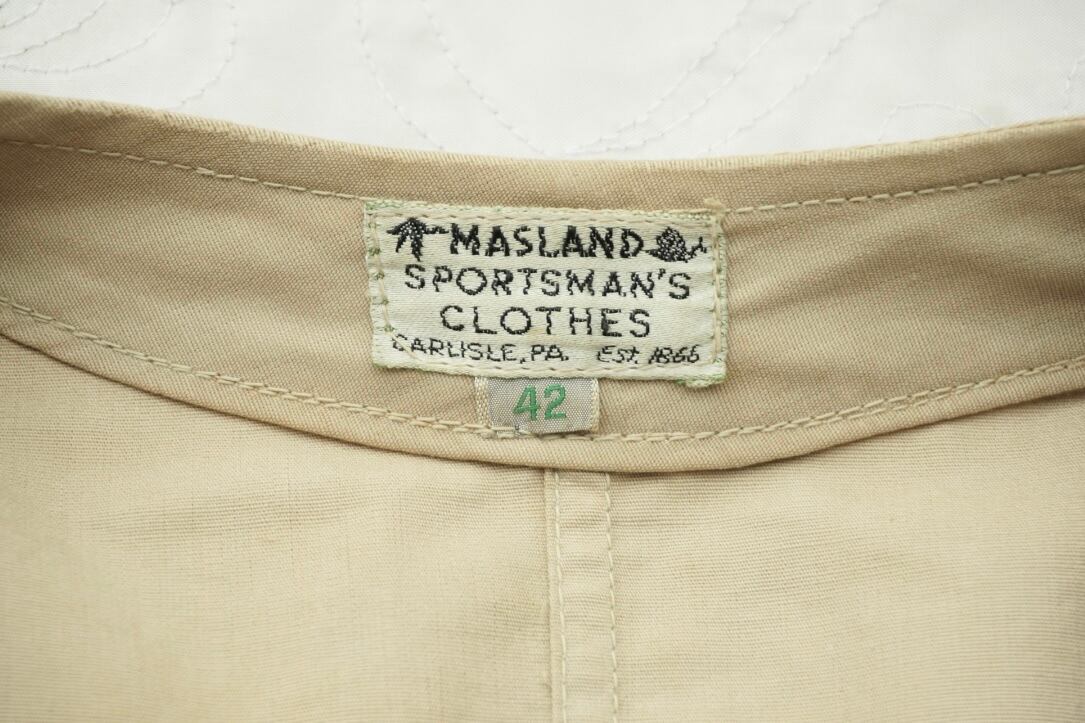 MASLAND
SPORTSMAN'S
CLOTHES
CARLISLE, PA. Est. 1866
42